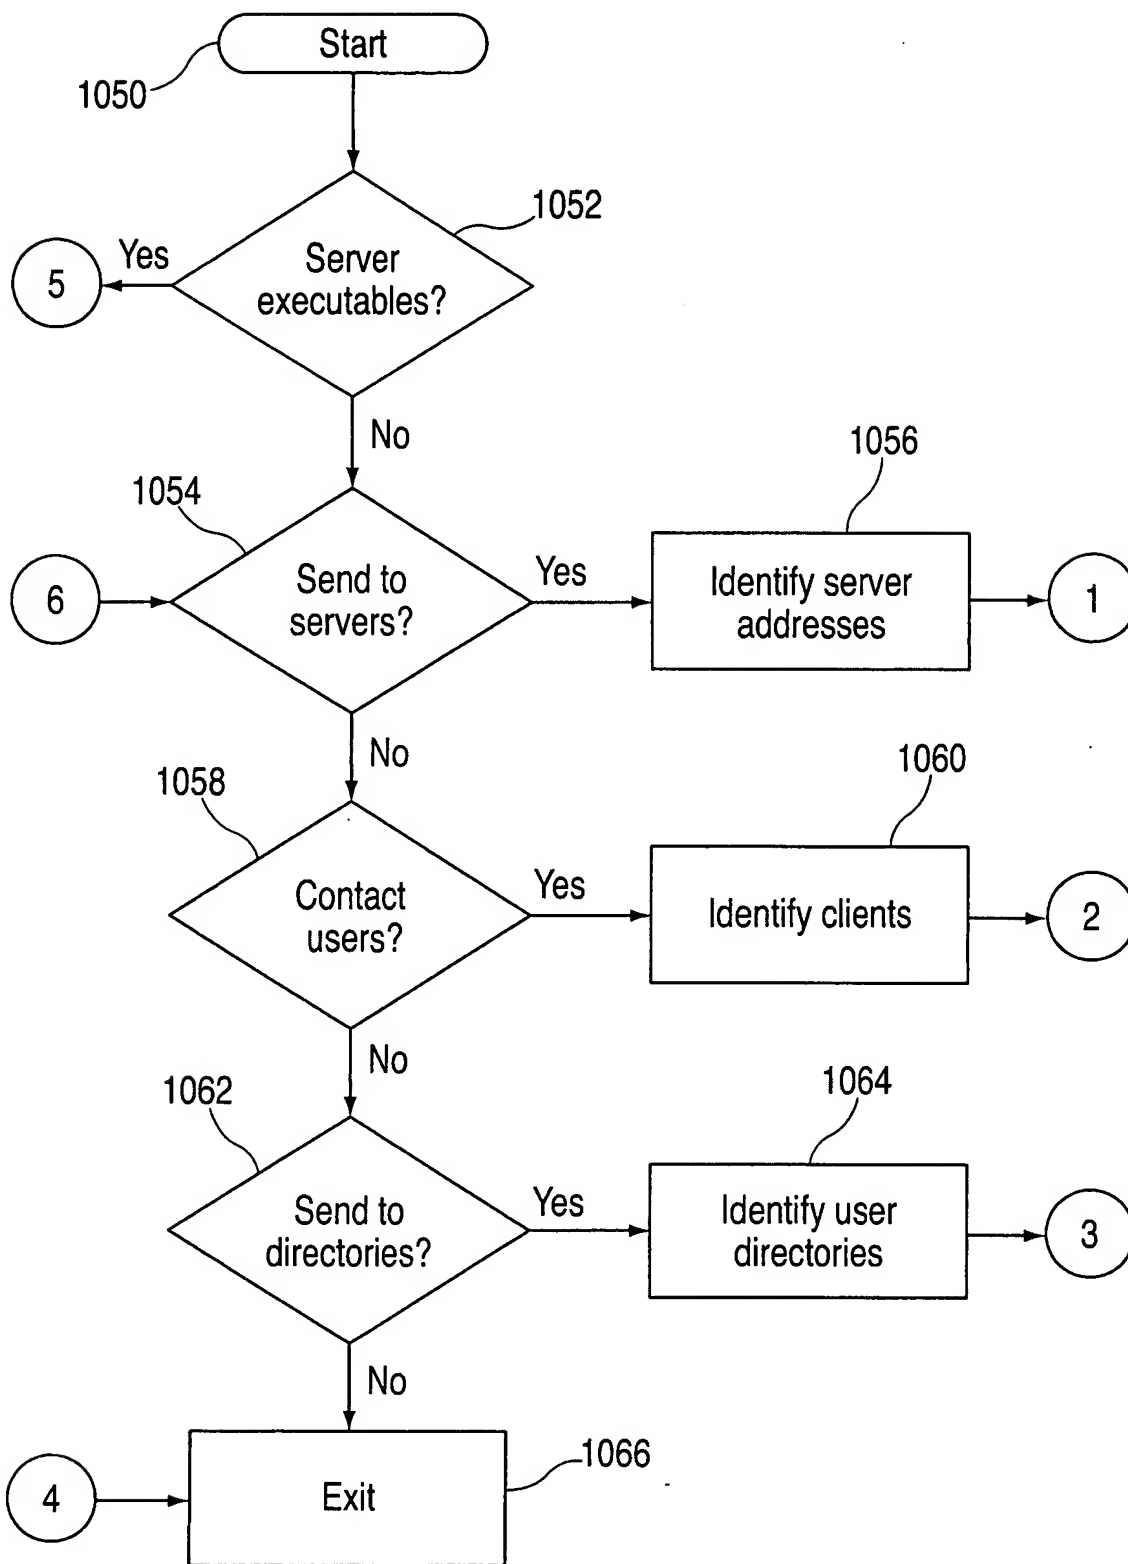 Start
1050
1052
Yes
5
Server
executables?
No
1056
1054
6
Send to
servers?
Yes
Identify server
addresses
1
No
1060
1058
Contact
users?
Yes
Identify clients
2
No
1064
1062
Send to
directories?
Yes
Identify user
directories
3
No
1066
4
Exit